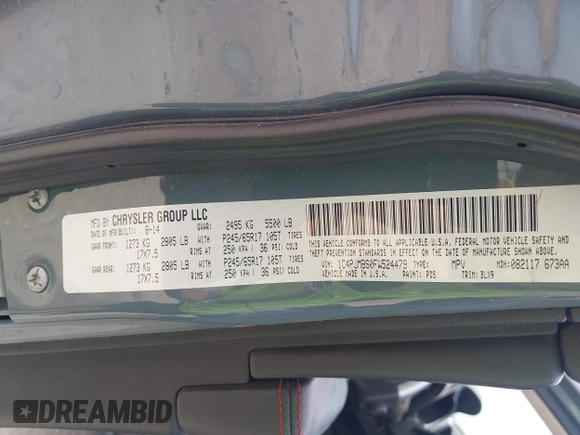 MFD BY CHRYSLER GROUP LLC
DATE OF MFR(BUILT): 8-14 GVWR: 2495 KG 5500 LB
GAWR FRONT: 1273 KG 2805 LB WITH P245/65R17 105T TIRES
17X7.5 RIMS AT 250 KPA / 36 PSI COLD
GAWR REAR: 1273 KG 2805 LB WITH P245/65R17 105T TIRES
17X7.5 RIMS AT 250 KPA / 36 PSI COLD
THIS VEHICLE CONFORMS TO ALL APPLICABLE U.S.A. FEDERAL MOTOR VEHICLE SAFETY
AND THEFT PREVENTION STANDARDS IN EFFECT ON THE DATE OF MANUFACTURE SHOWN ABOVE.
VIN: 1C4PJMBS0FW524479 TYPE: MPV MDH: 082117 673AA
VEHICLE MADE IN U.S.A. PAINT: PDS TRIM: BLX9
DREAMBID